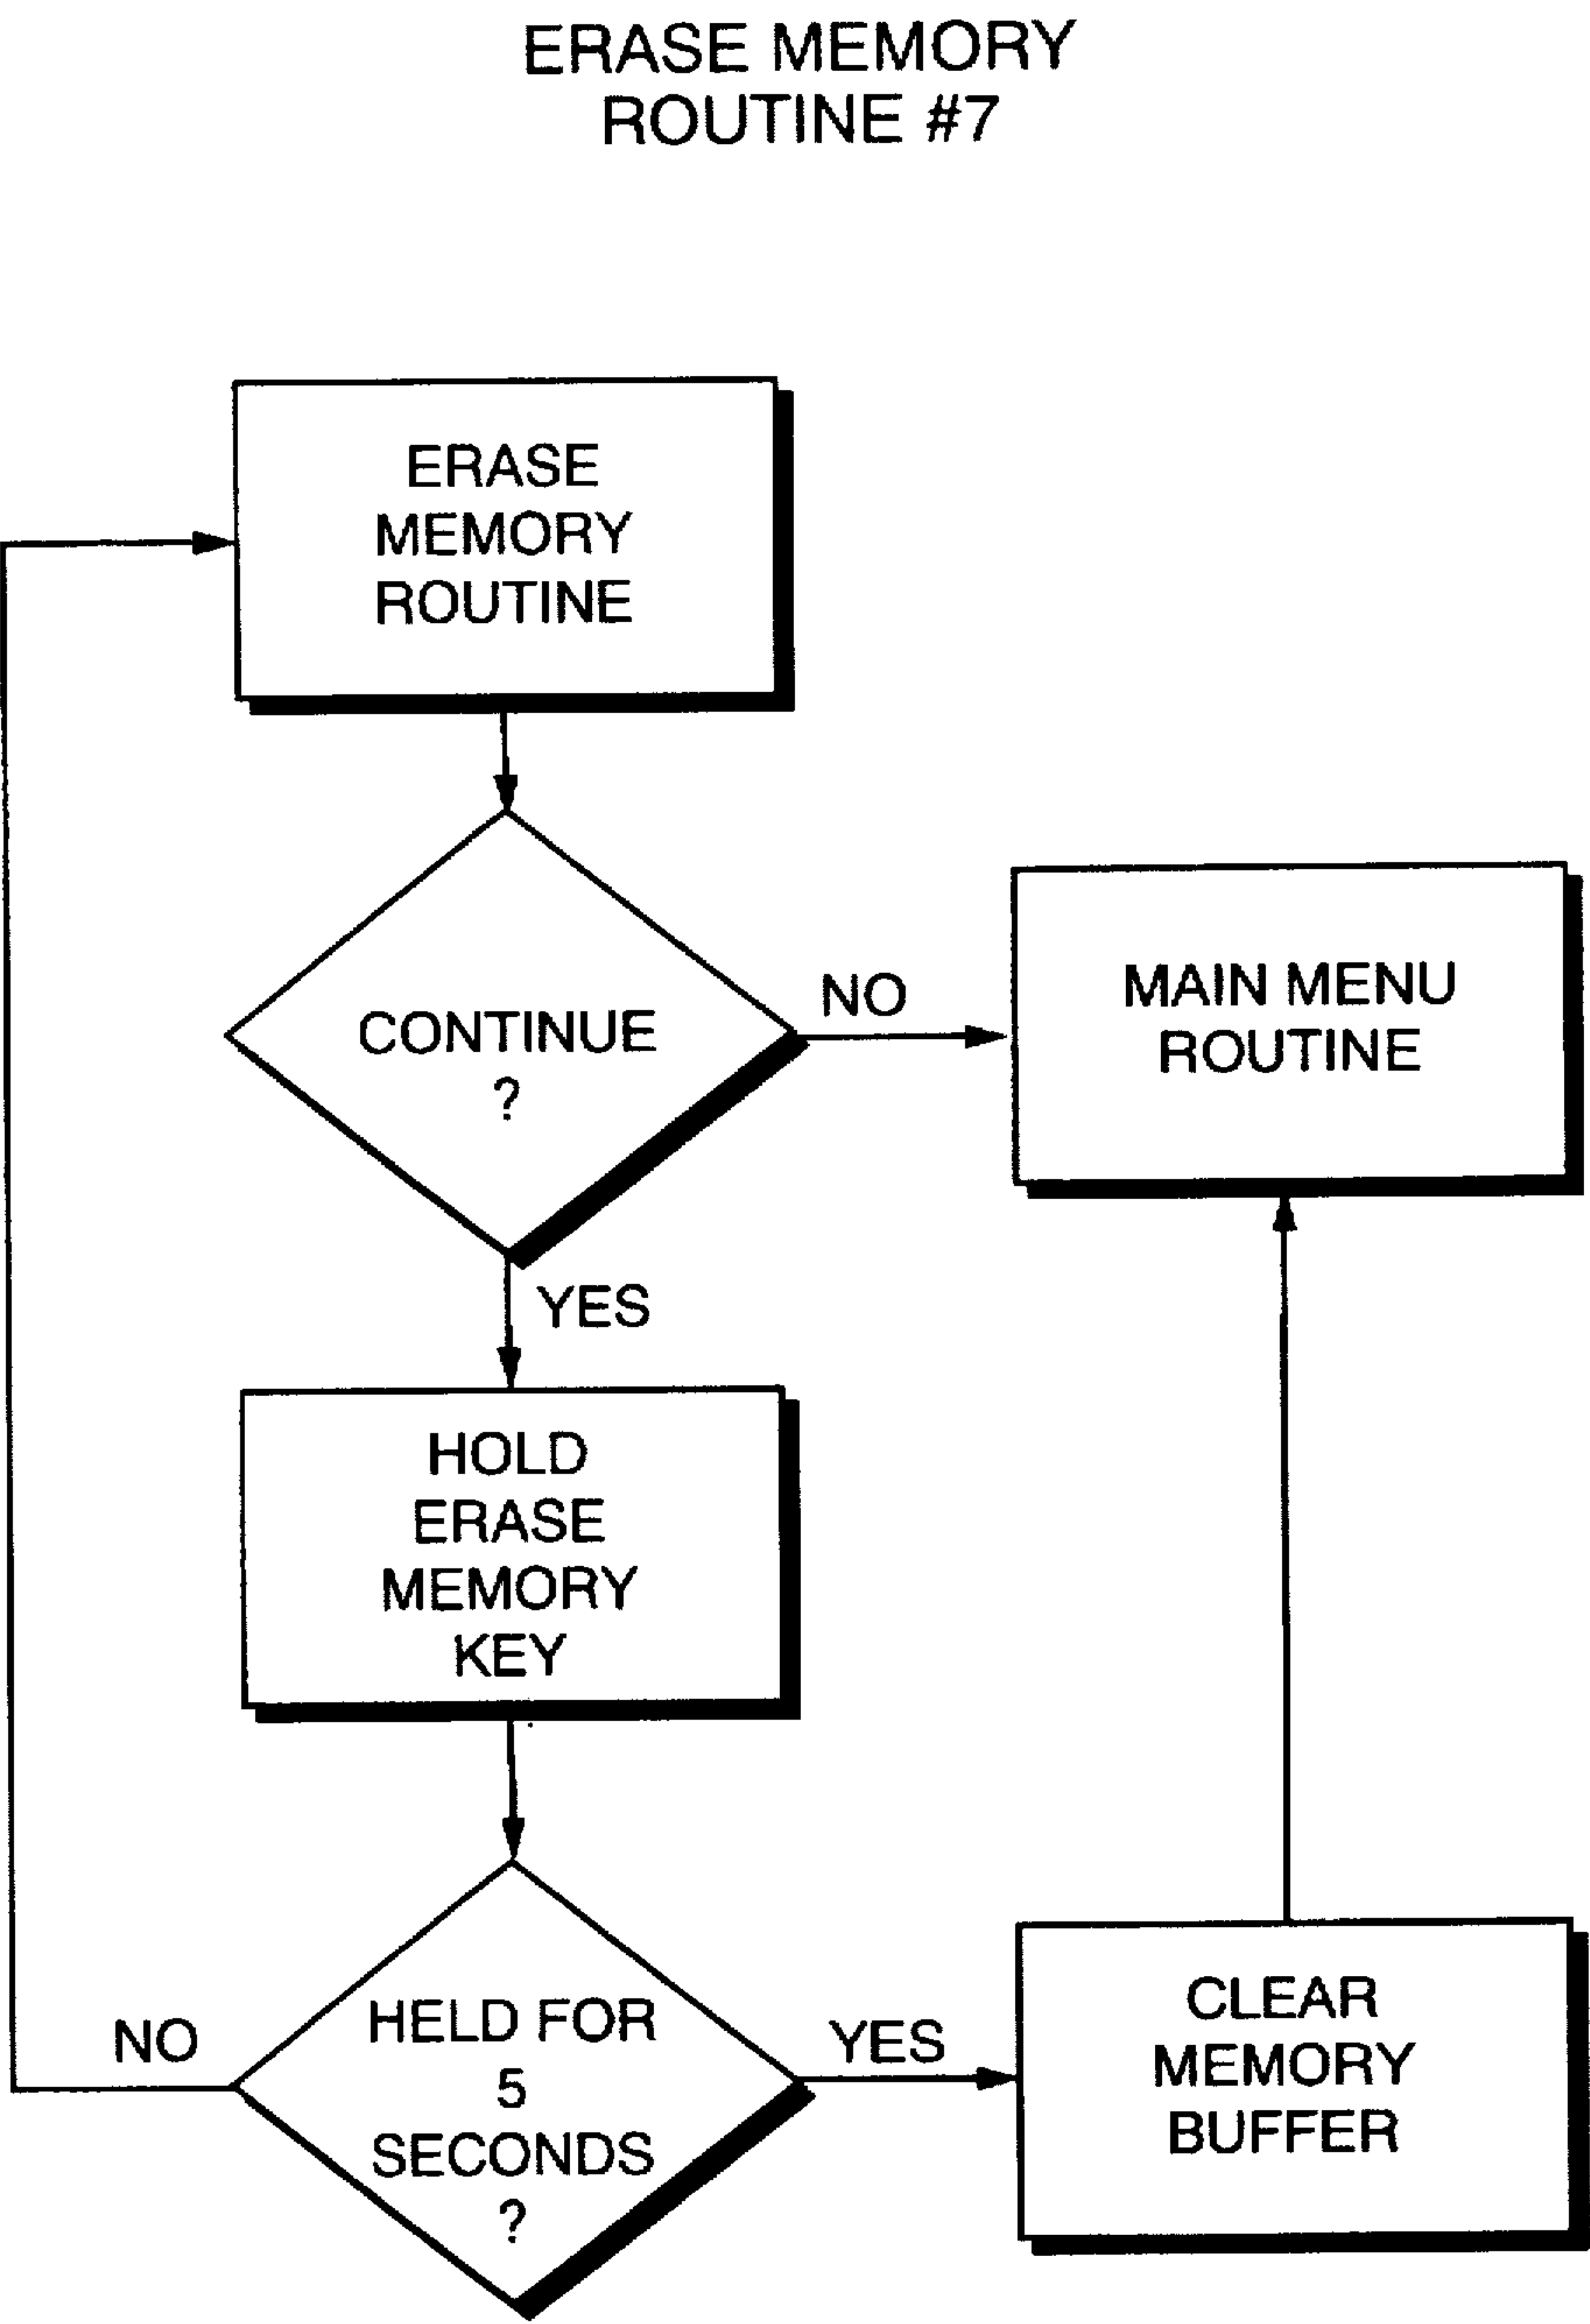 ERASE MEMORY
ROUTINE #7
ERASE
MEMORY
ROUTINE
CONTINUE
?
NO
MAIN MENU
ROUTINE
YES
HOLD
ERASE
MEMORY
KEY
HELD FOR
5
SECONDS
?
NO
YES
CLEAR
MEMORY
BUFFER